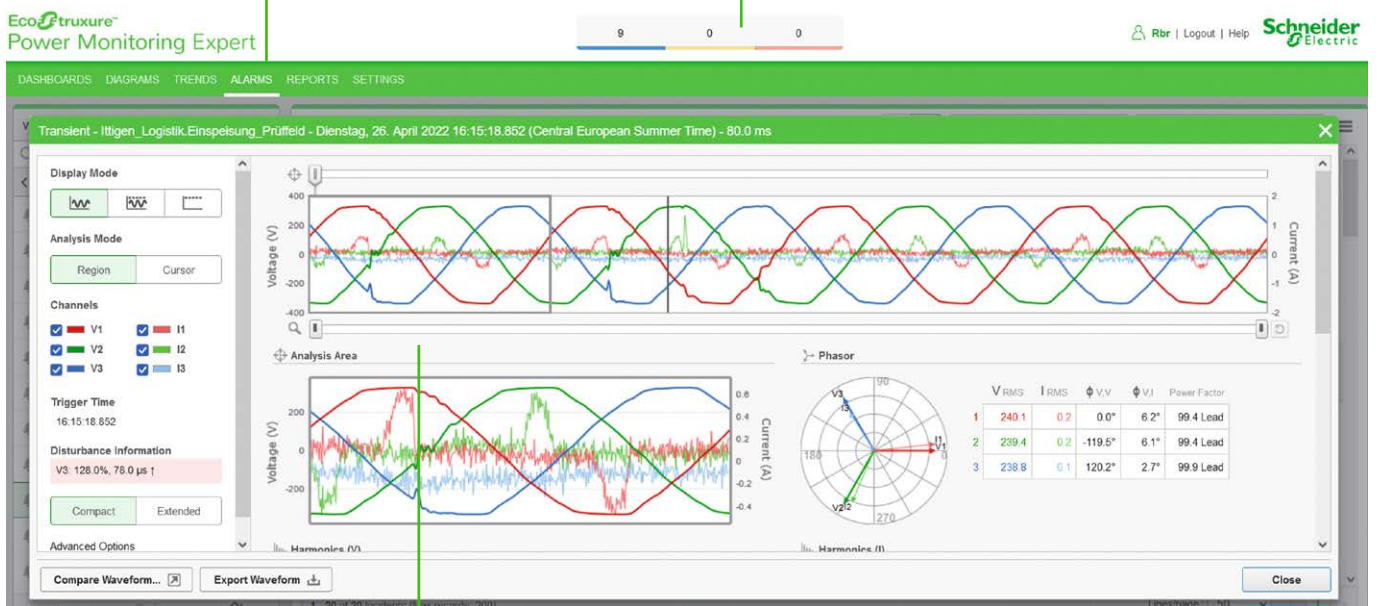 EcoStruxure™
Power Monitoring Expert
9 0 0
Rbr | Logout | Help
Schneider
Electric
DASHBOARDS DIAGRAMS TRENDS ALARMS REPORTS SETTINGS
Transient - Ittigen_Logistik.Einspeisung_Prüffeld - Dienstag, 26. April 2022 16:15:18.852 (Central European Summer Time) - 80.0 ms
Display Mode
Analysis Mode
Region Cursor
Channels
V1 I1
V2 I2
V3 I3
Trigger Time
16:15:18.852
Disturbance Information
V3: 128.0%, 78.0 µs ↑
Compact Extended
Advanced Options
400
200
0
-200
-400
Voltage (V)
2
1
0
-1
-2
Current (A)
Analysis Area
200
0
-200
Voltage (V)
0.6
0.4
0.2
0
-0.2
-0.4
Current (A)
Phasor
90
180
270
0
V3
I3
I1
V1
V2 I2
V RMS I RMS ϕ V,V ϕ V,I Power Factor
1 240.1 0.2 0.0° 6.2° 99.4 Lead
2 239.4 0.2 -119.5° 6.1° 99.4 Lead
3 238.8 0.1 120.2° 2.7° 99.9 Lead
Harmonics (V)
Harmonics (I)
Compare Waveform...
Export Waveform
Close